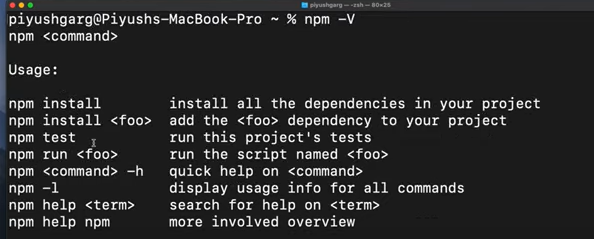 piyushgarg — -zsh — 80×25
piyushgarg@Piyushs-MacBook-Pro ~ % npm -V
npm <command>
Usage:
npm install install all the dependencies in your project
npm install <foo> add the <foo> dependency to your project
npm test run this project's tests
npm run <foo> run the script named <foo>
npm <command> -h quick help on <command>
npm -l display usage info for all commands
npm help <term> search for help on <term>
npm help npm more involved overview